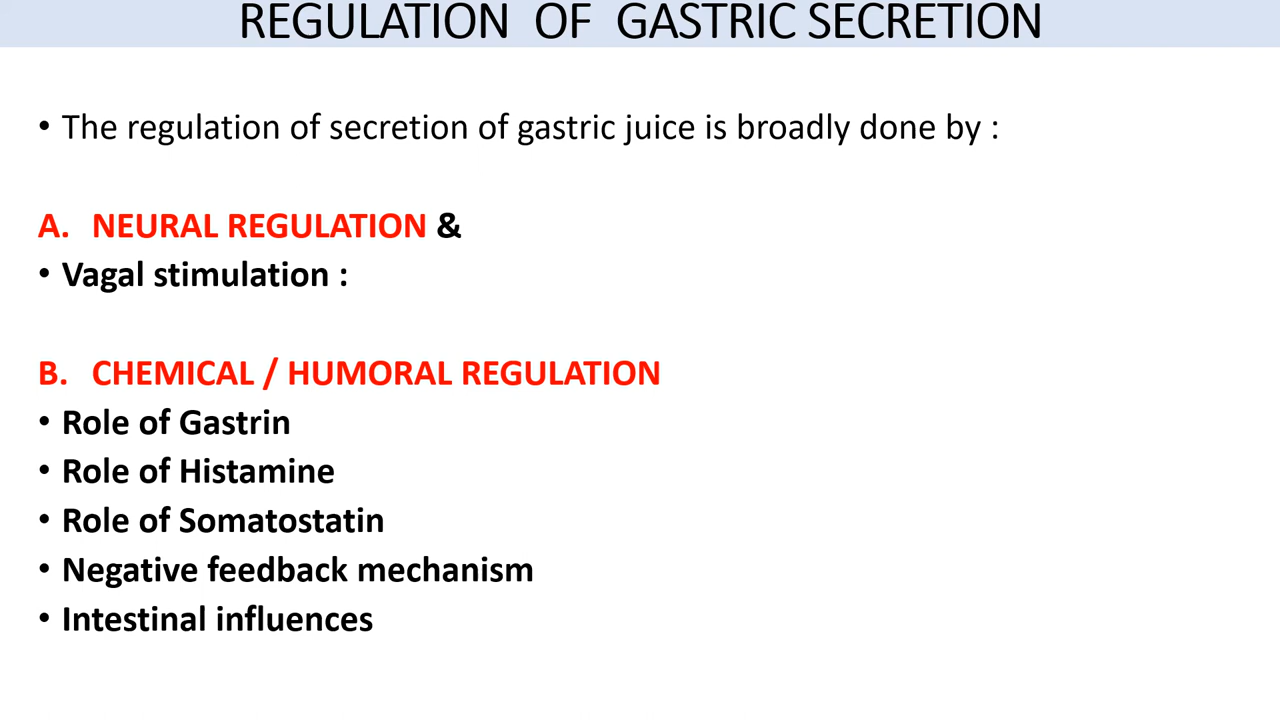 REGULATION OF GASTRIC SECRETION
• The regulation of secretion of gastric juice is broadly done by :
A. NEURAL REGULATION &
• Vagal stimulation :
B. CHEMICAL / HUMORAL REGULATION
• Role of Gastrin
• Role of Histamine
• Role of Somatostatin
• Negative feedback mechanism
• Intestinal influences